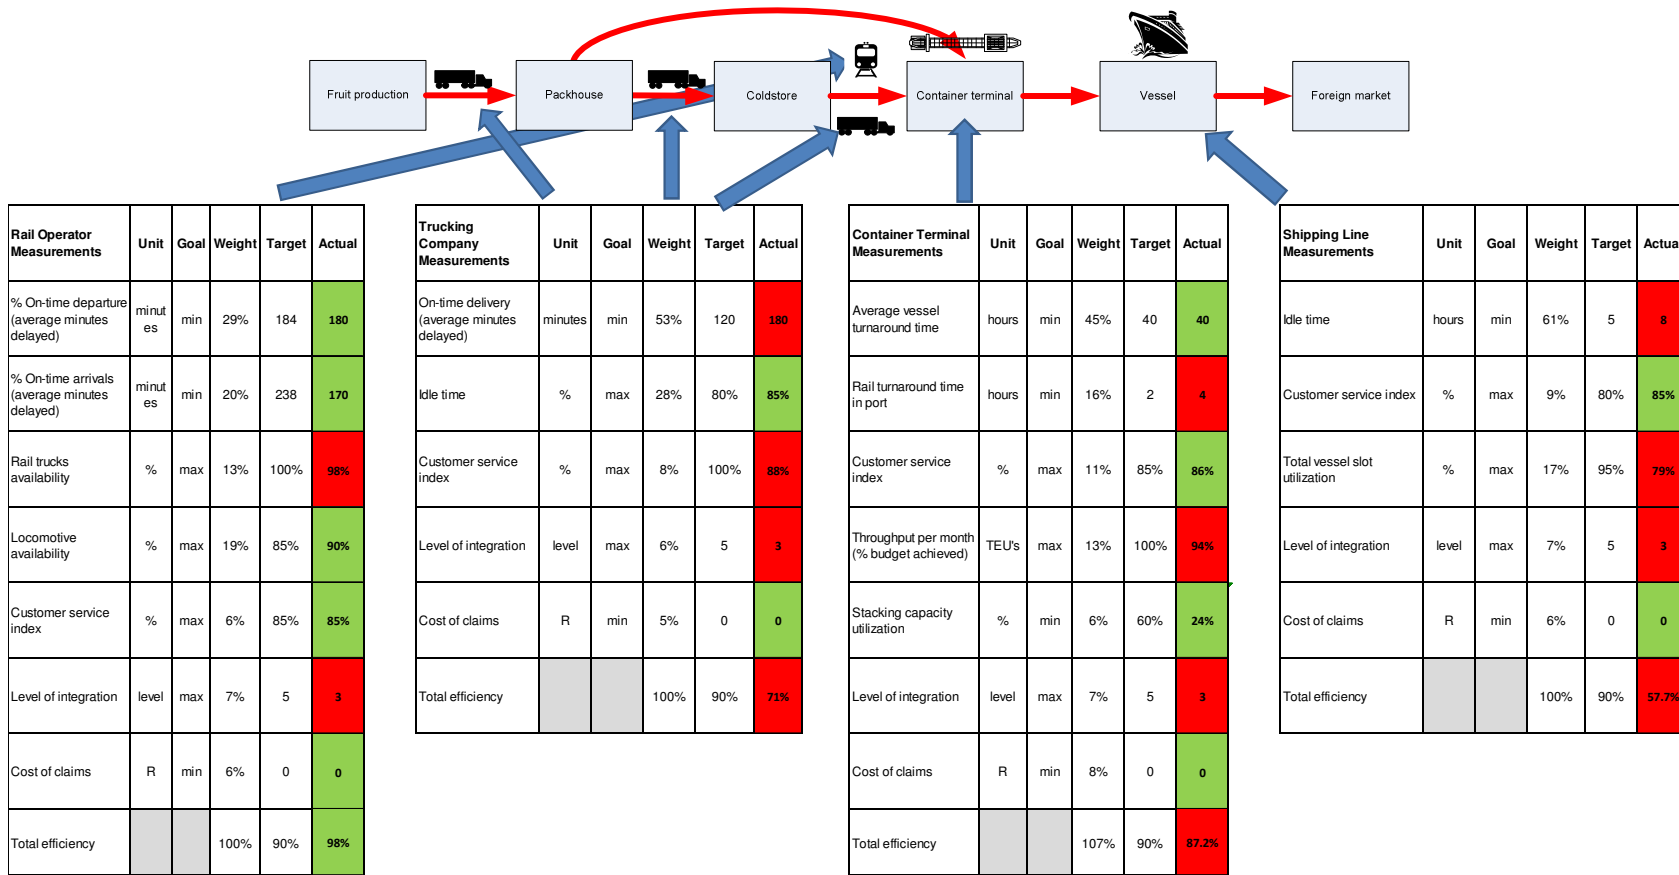 Fruit production
Packhouse
Coldstore
Container terminal
Vessel
Foreign market
Rail Operator
Measurements
Unit Goal Weight Target Actual
% On-time departure
(average minutes
delayed)
minut
es
min 29% 184 180
% On-time arrivals
(average minutes
delayed)
minut
es
min 20% 238 170
Rail trucks
availability
% max 13% 100% 98%
Locomotive
availability
% max 19% 85% 90%
Customer service
index
% max 6% 85% 85%
Level of integration level max 7% 5 3
Cost of claims R min 6% 0 0
Total efficiency 100% 90% 98%
Trucking
Company
Measurements
Unit Goal Weight Target Actual
On-time delivery
(average minutes
delayed)
minutes min 53% 120 180
Idle time % max 28% 80% 85%
Customer service
index
% max 8% 100% 88%
Level of integration level max 6% 5 3
Cost of claims R min 5% 0 0
Total efficiency 100% 90% 71%
Container Terminal
Measurements
Unit Goal Weight Target Actual
Average vessel
turnaround time
hours min 45% 40 40
Rail turnaround time
in port
hours min 16% 2 4
Customer service
index
% max 11% 85% 86%
Throughput per month
(% budget achieved)
TEU's max 13% 100% 94%
Stacking capacity
utilization
% min 6% 60% 24%
Level of integration level max 7% 5 3
Cost of claims R min 8% 0 0
Total efficiency 107% 90% 87.2%
Shipping Line
Measurements
Unit Goal Weight Target Actua
Idle time hours min 61% 5 8
Customer service index % max 9% 80% 85%
Total vessel slot
utilization
% max 17% 95% 79%
Level of integration level max 7% 5 3
Cost of claims R min 6% 0 0
Total efficiency 100% 90% 57.7%